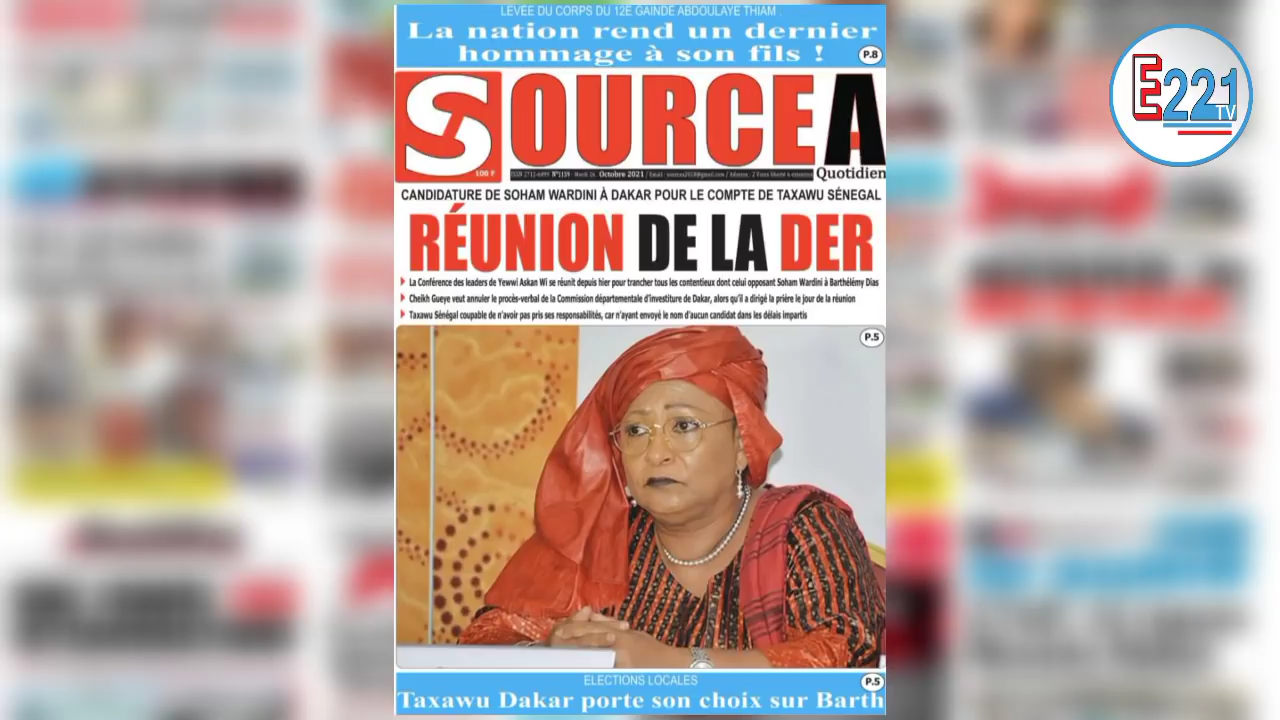 LEVEE DU CORPS DU 12E GAINDE ABDOULAYE THIAM
La nation rend un dernier
hommage à son fils !
P.8
E221
TV
SOURCEA
100 F
N°1159
Octobre 2021
Quotidien
CANDIDATURE DE SOHAM WARDINI À DAKAR POUR LE COMPTE DE TAXAWU SÉNEGAL
RÉUNION DE LA DER
La Conférence des leaders de Yewwi Askan Wi se réunit depuis hier pour trancher tous les contentieux dont celui opposant Soham Wardini à Barthélémy Dias
Cheikh Gueye veut annuler le procès-verbal de la Commission départementale d'investiture de Dakar, alors qu'il a dirigé la prière le jour de la réunion
Taxawu Sénégal coupable de n'avoir pas pris ses responsabilités, car n'ayant envoyé le nom d'aucun candidat dans les délais impartis
P.5
ELECTIONS LOCALES
P.5
Taxawu Dakar porte son choix sur Barth